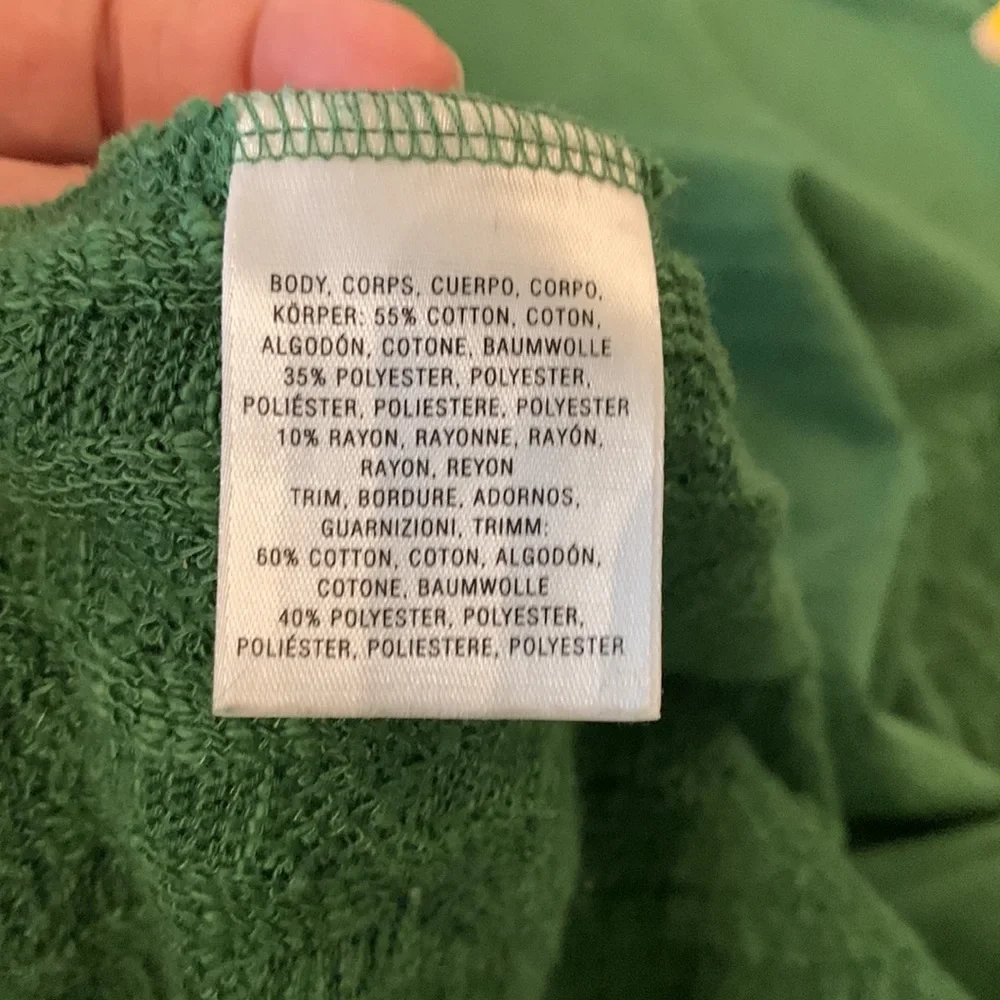 BODY, CORPS, CUERPO, CORPO,
KÖRPER: 55% COTTON, COTON,
ALGODÓN, COTONE, BAUMWOLLE
35% POLYESTER, POLYESTER,
POLIÉSTER, POLIESTERE, POLYESTER
10% RAYON, RAYONNE, RAYÓN,
RAYON, REYON
TRIM, BORDURE, ADORNOS,
GUARNIZIONI, TRIMM:
60% COTTON, COTON, ALGODÓN,
COTONE, BAUMWOLLE
40% POLYESTER, POLYESTER,
POLIÉSTER, POLIESTERE, POLYESTER